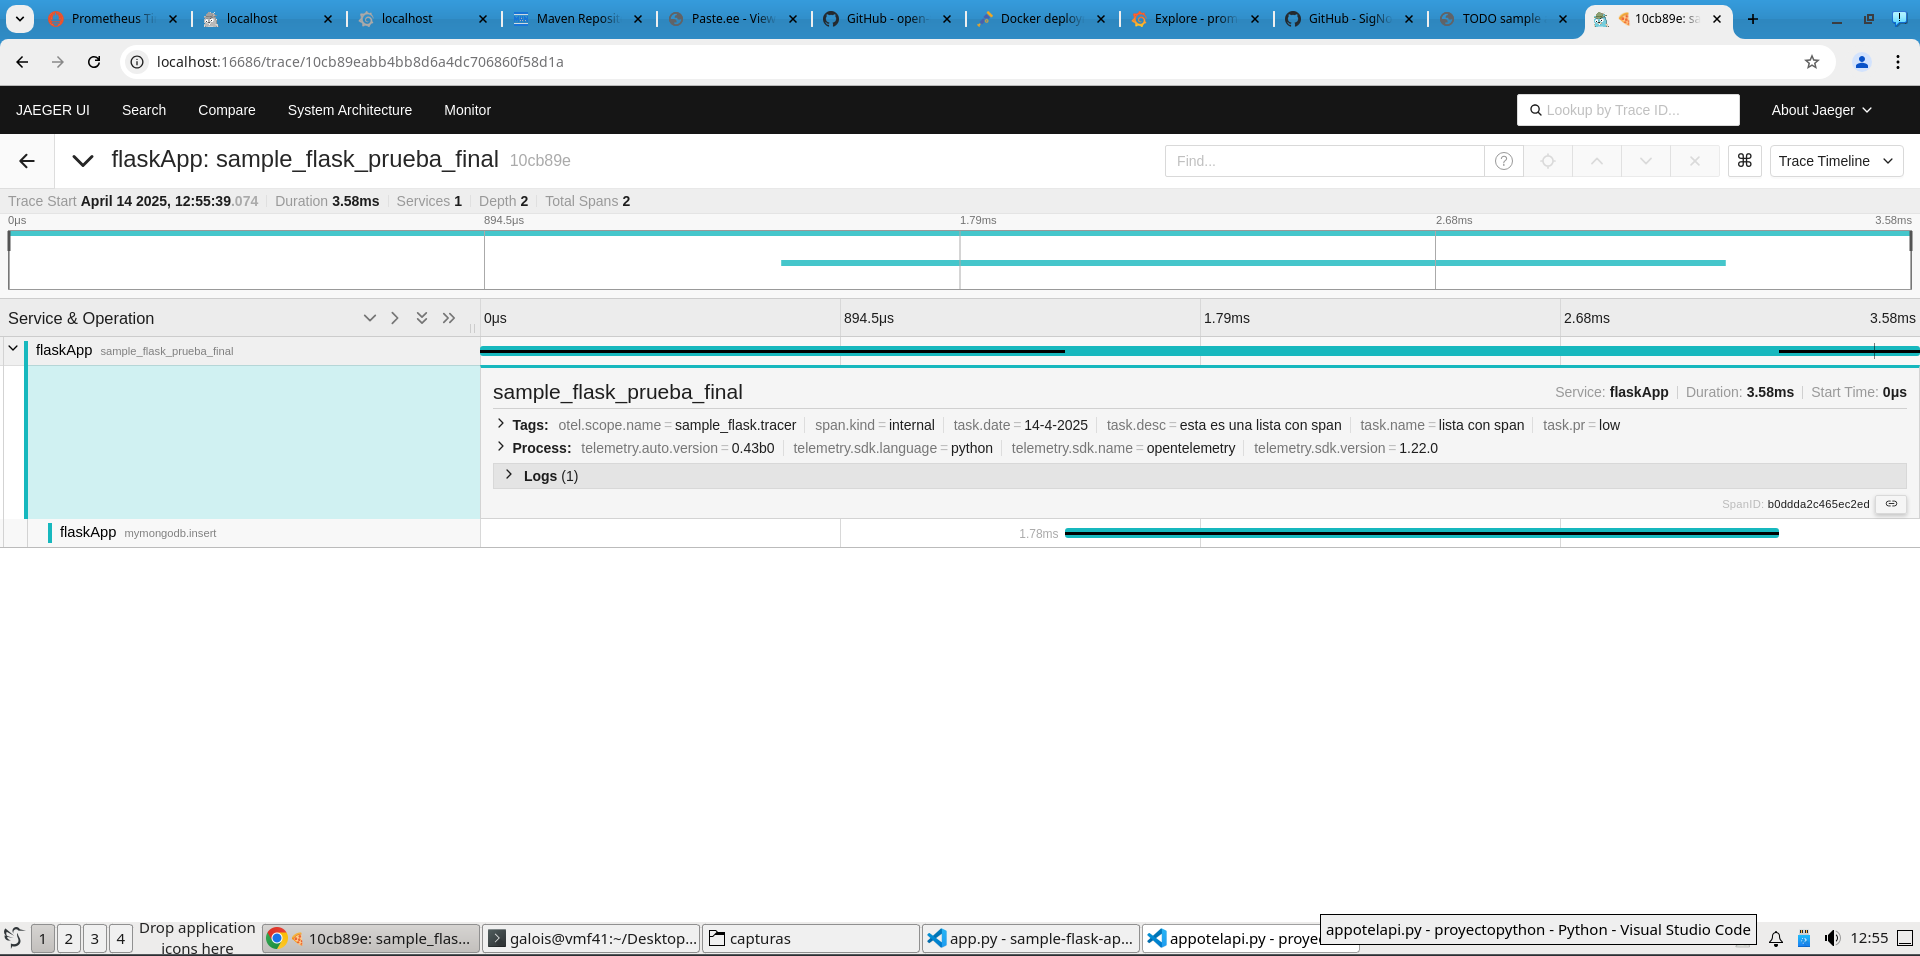 Prometheus Ti
localhost
localhost
Maven Reposit
Paste.ee - View
GitHub - open-
Docker deploy
Explore - prom
GitHub - SigNo
TODO sample
10cb89e: sa
localhost:16686/trace/10cb89eabb4bb8d6a4dc706860f58d1a
JAEGER UI Search Compare System Architecture Monitor Lookup by Trace ID... About Jaeger
flaskApp: sample_flask_prueba_final 10cb89e Find... ? ⌘ Trace Timeline
Trace Start April 14 2025, 12:55:39.074 Duration 3.58ms Services 1 Depth 2 Total Spans 2
0μs 894.5μs 1.79ms 2.68ms 3.58ms
Service & Operation 0μs 894.5μs 1.79ms 2.68ms 3.58ms
flaskApp sample_flask_prueba_final
sample_flask_prueba_final Service: flaskApp Duration: 3.58ms Start Time: 0μs
Tags: otel.scope.name = sample_flask.tracer span.kind = internal task.date = 14-4-2025 task.desc = esta es una lista con span task.name = lista con span task.pr = low
Process: telemetry.auto.version = 0.43b0 telemetry.sdk.language = python telemetry.sdk.name = opentelemetry telemetry.sdk.version = 1.22.0
Logs (1)
SpanID: b0ddda2c465ec2ed
flaskApp mymongodb.insert 1.78ms
1 2 3 4
Drop application
icons here
10cb89e: sample_flas...
galois@vmf41:~/Desktop...
capturas
app.py - sample-flask-ap...
appotelapi.py - proye
appotelapi.py - proyectopython - Python - Visual Studio Code
12:55